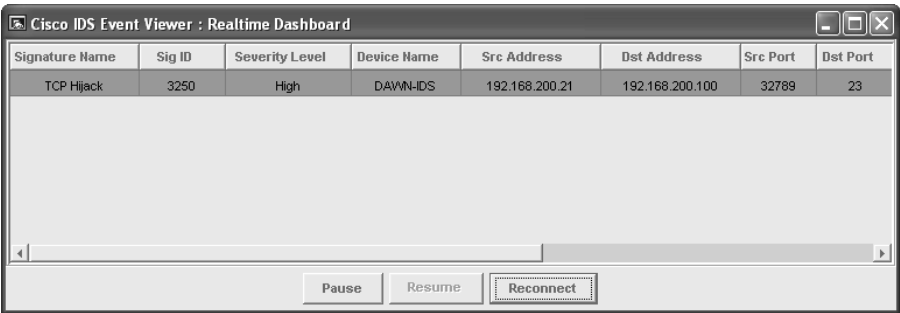 Cisco IDS Event Viewer : Realtime Dashboard
Signature Name Sig ID Severity Level Device Name Src Address Dst Address Src Port Dst Port
TCP Hijack 3250 High DAWN-IDS 192.168.200.21 192.168.200.100 32789 23
Pause Resume Reconnect